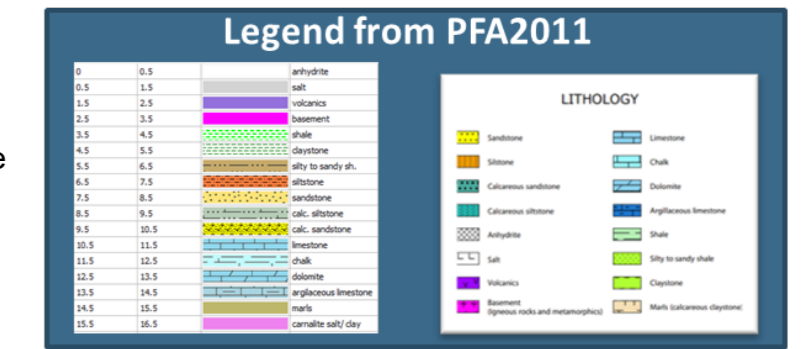 Legend from PFA2011
e
0 0.5 anhydrite
0.5 1.5 salt
1.5 2.5 volcanics
2.5 3.5 basement
3.5 4.5 shale
4.5 5.5 claystone
5.5 6.5 silty to sandy sh.
6.5 7.5 siltstone
7.5 8.5 sandstone
8.5 9.5 calc. siltstone
9.5 10.5 calc. sandstone
10.5 11.5 limestone
11.5 12.5 chalk
12.5 13.5 dolomite
13.5 14.5 argilaceous limestone
14.5 15.5 marls
15.5 16.5 carnalite salt/ clay
LITHOLOGY
Sandstone
Siltstone
Calcareous sandstone
Calcareous siltstone
Anhydrite
Salt
Volcanics
Basement
(igneous rocks and metamorphics)
Limestone
Chalk
Dolomite
Argillaceous limestone
Shale
Silty to sandy shale
Claystone
Marls (calcareous claystone)